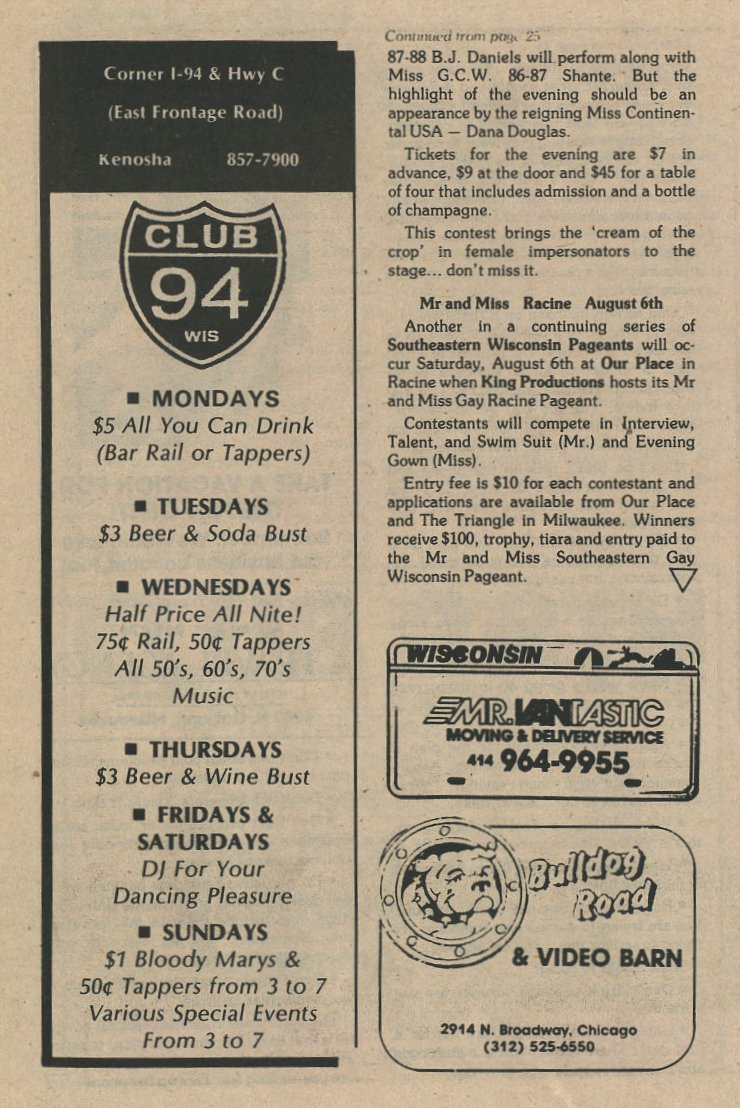 Corner I-94 & Hwy C
(East Frontage Road)
Kenosha 857-7900
CLUB
94
WIS
■ MONDAYS
$5 All You Can Drink
(Bar Rail or Tappers)
■ TUESDAYS
$3 Beer & Soda Bust
■ WEDNESDAYS
Half Price All Nite!
75¢ Rail, 50¢ Tappers
All 50's, 60's, 70's
Music
■ THURSDAYS
$3 Beer & Wine Bust
■ FRIDAYS &
SATURDAYS
DJ For Your
Dancing Pleasure
■ SUNDAYS
$1 Bloody Marys &
50¢ Tappers from 3 to 7
Various Special Events
From 3 to 7
Continued from page 25
87-88 B.J. Daniels will perform along with
Miss G.C.W. 86-87 Shante. But the
highlight of the evening should be an
appearance by the reigning Miss Continen-
tal USA — Dana Douglas.
Tickets for the evening are $7 in
advance, $9 at the door and $45 for a table
of four that includes admission and a bottle
of champagne.
This contest brings the 'cream of the
crop' in female impersonators to the
stage... don't miss it.
Mr and Miss Racine August 6th
Another in a continuing series of
Southeastern Wisconsin Pageants will oc-
cur Saturday, August 6th at Our Place in
Racine when King Productions hosts its Mr
and Miss Gay Racine Pageant.
Contestants will compete in Interview,
Talent, and Swim Suit (Mr.) and Evening
Gown (Miss).
Entry fee is $10 for each contestant and
applications are available from Our Place
and The Triangle in Milwaukee. Winners
receive $100, trophy, tiara and entry paid to
the Mr and Miss Southeastern Gay
Wisconsin Pageant.
WISCONSIN
MR. VANTASTIC
MOVING & DELIVERY SERVICE
414 964-9955
Bulldog
Road
& VIDEO BARN
2914 N. Broadway, Chicago
(312) 525-6550